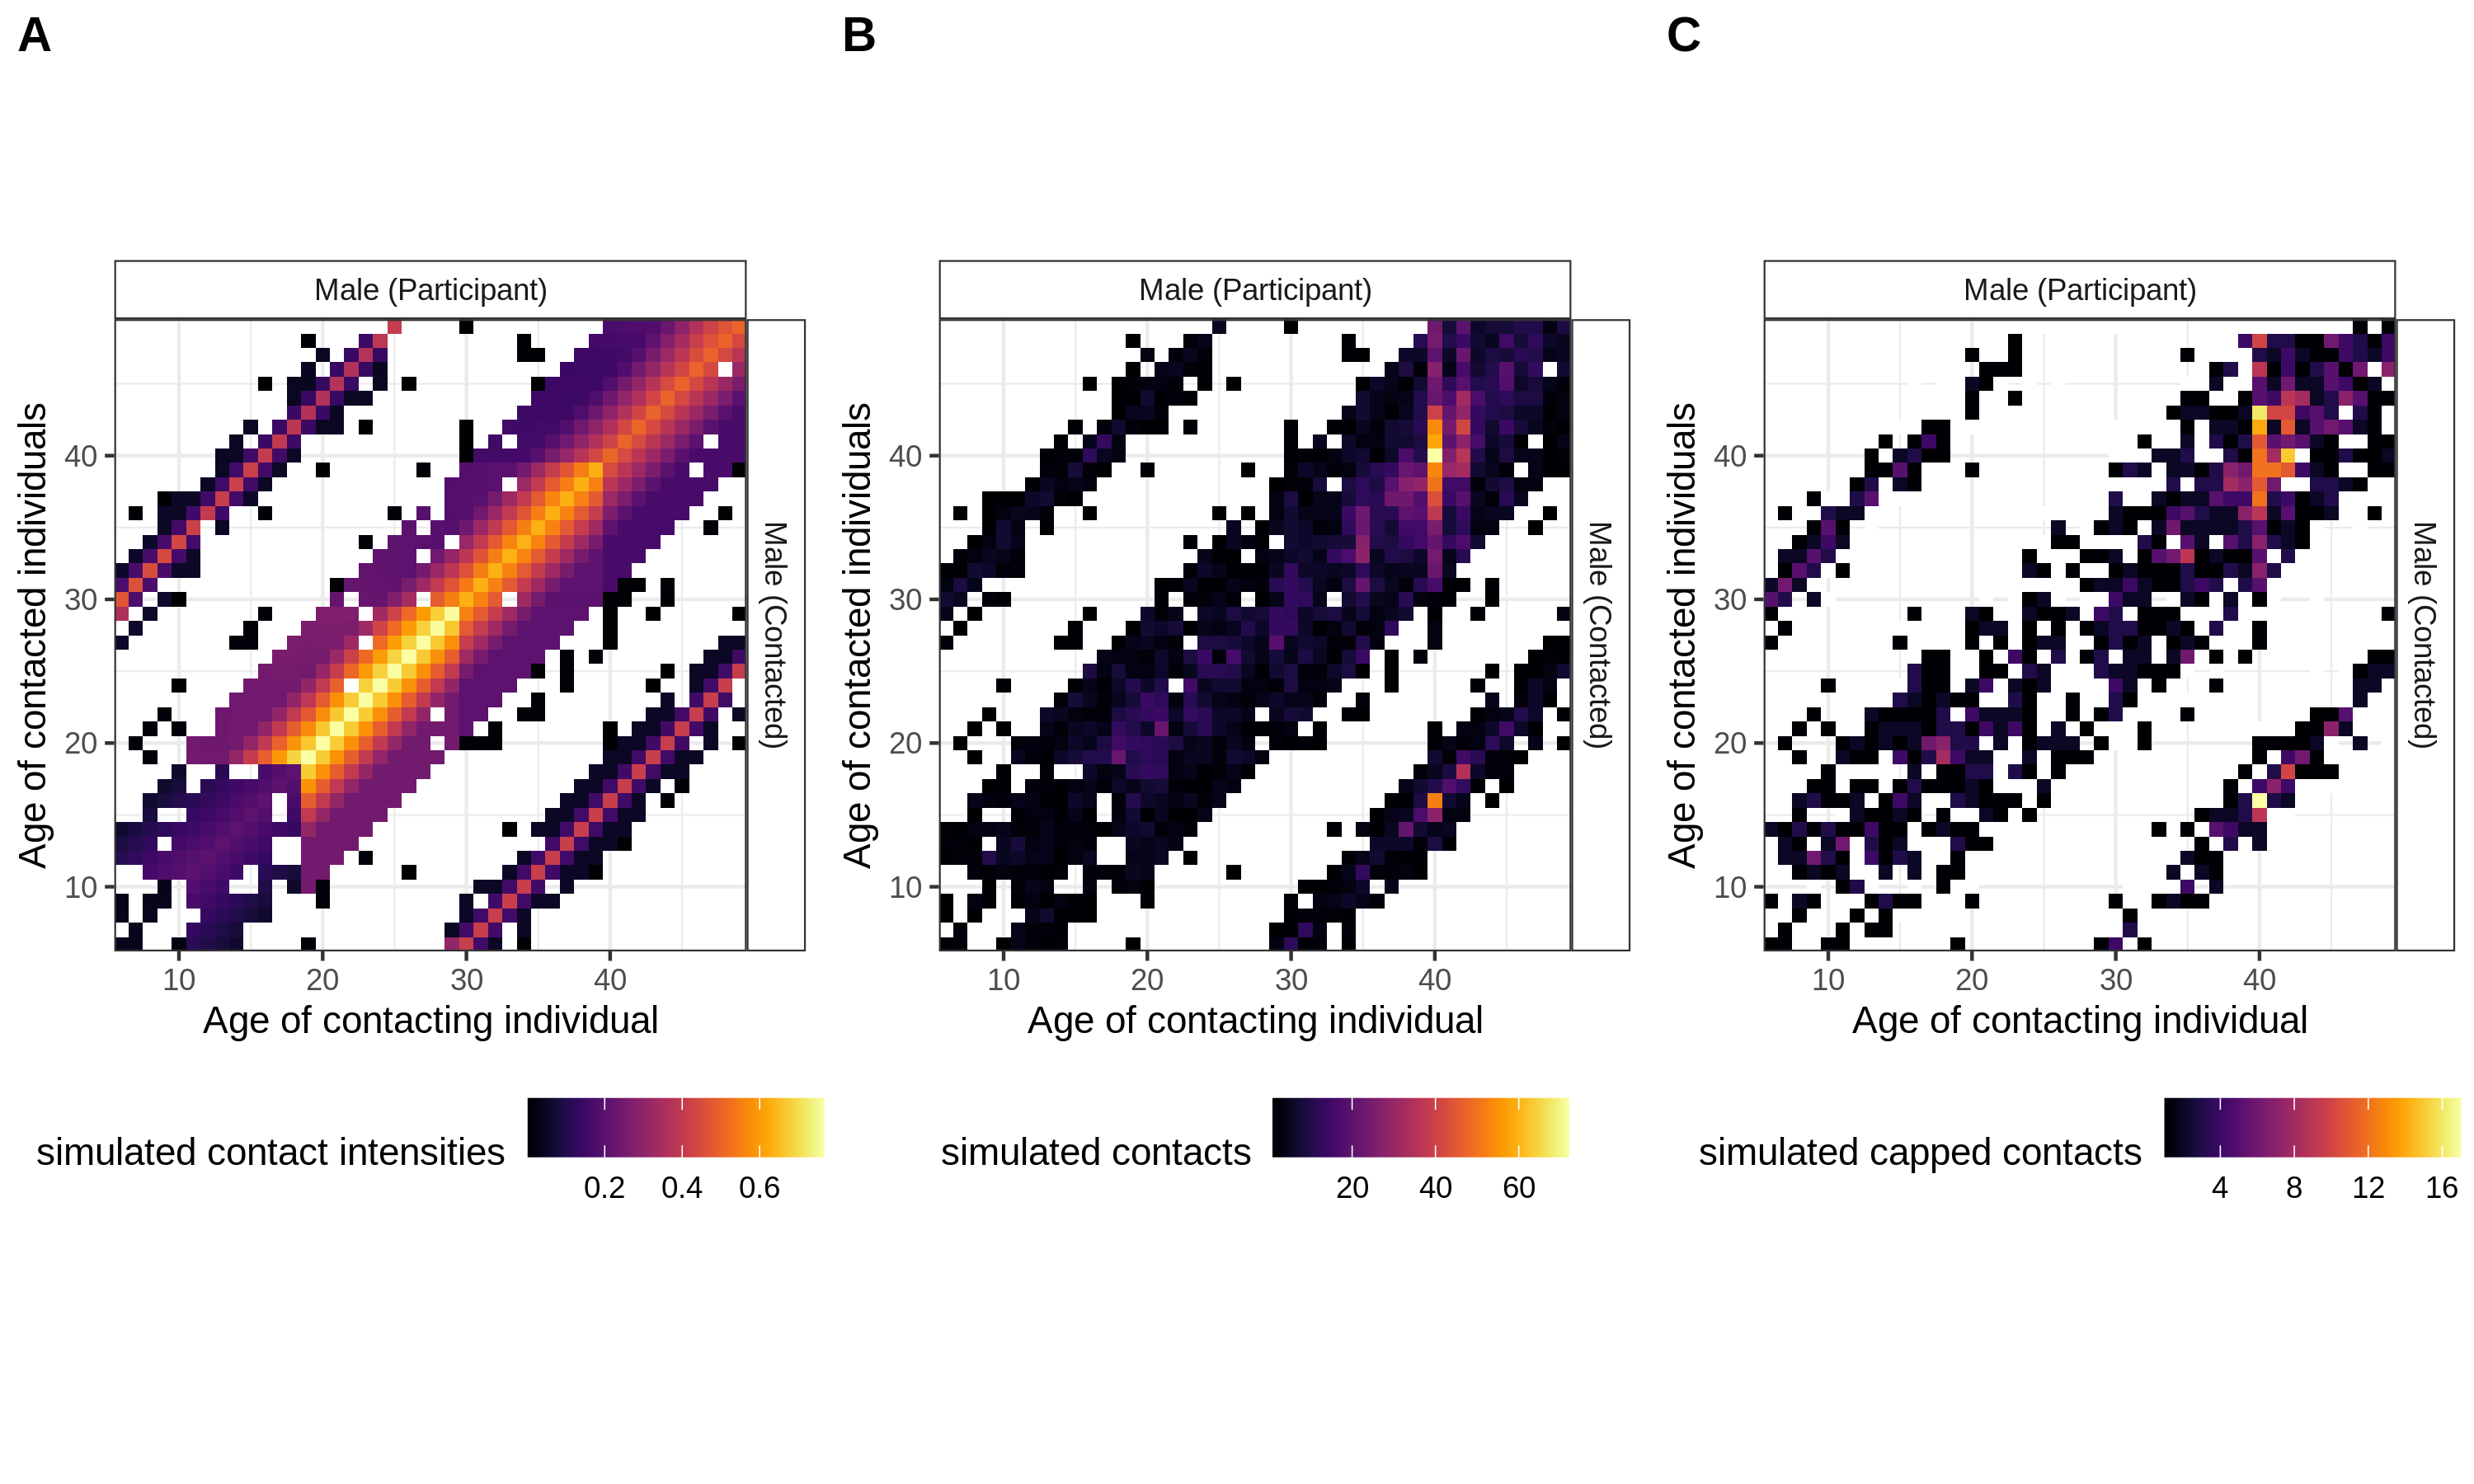 A
B
C
Male (Participant)
Male (Participant)
Male (Participant)
Age of contacted individuals
40
30
20
10
Male (Contacted)
10 20 30 40
Age of contacting individual
simulated contact intensities
0.2 0.4 0.6
Age of contacted individuals
40
30
20
10
Male (Contacted)
10 20 30 40
Age of contacting individual
simulated contacts
20 40 60
Age of contacted individuals
40
30
20
10
Male (Contacted)
10 20 30 40
Age of contacting individual
simulated capped contacts
4 8 12 16